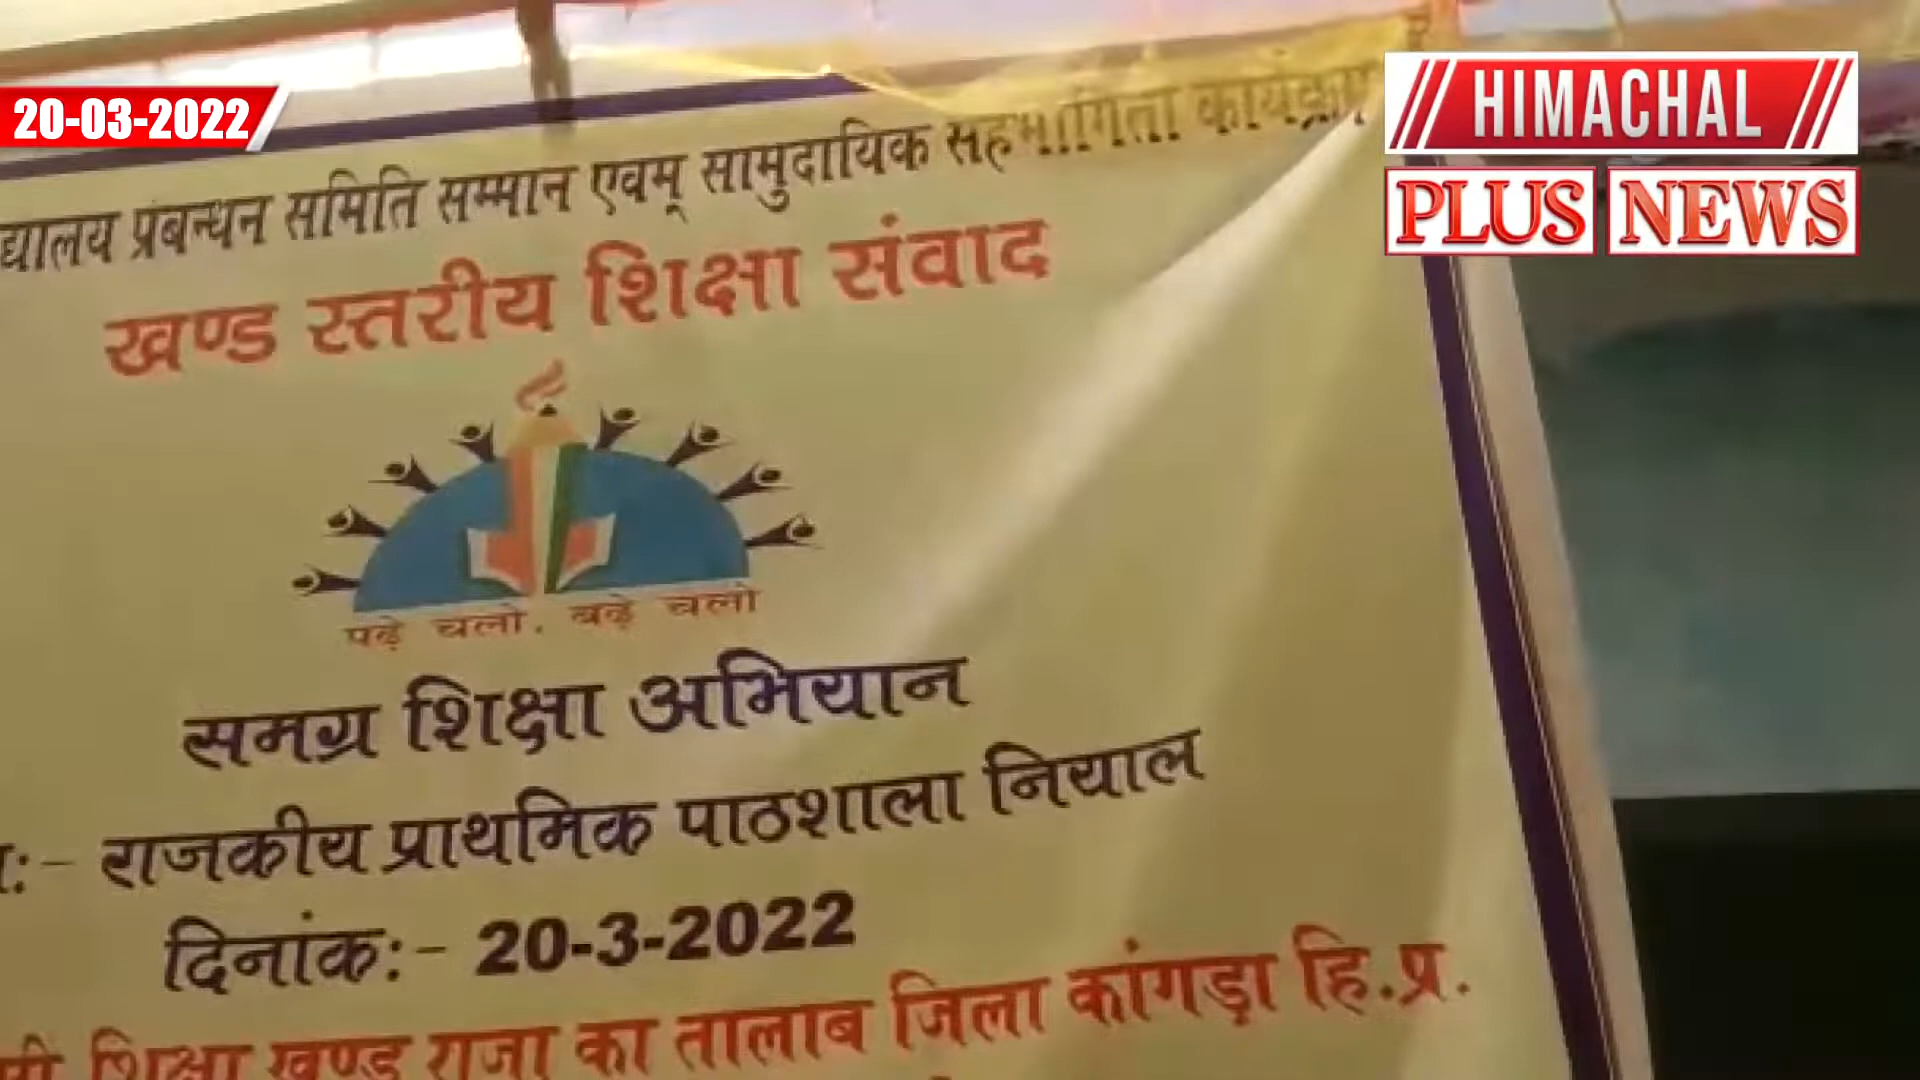 20-03-2022
HIMACHAL
PLUS NEWS
प्रबन्धन समिति सम्मान एवम् सामुदायिक सहभागिता कार्यक्रम
खण्ड स्तरीय शिक्षा संवाद
पढ़े चलो. बढ़े चलो
समग्र शिक्षा अभियान
राजकीय प्राथमिक पाठशाला नियाल
दिनांक:- 20-3-2022
शिक्षा खण्ड राजा का तालाब जिला कांगड़ा हि.प्र.